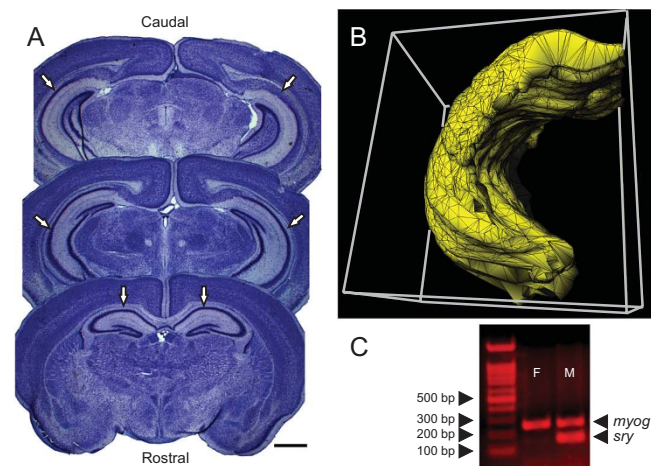 Caudal
A
B
Rostral
C
F M
500 bp
300 bp
200 bp
100 bp
myog
sry